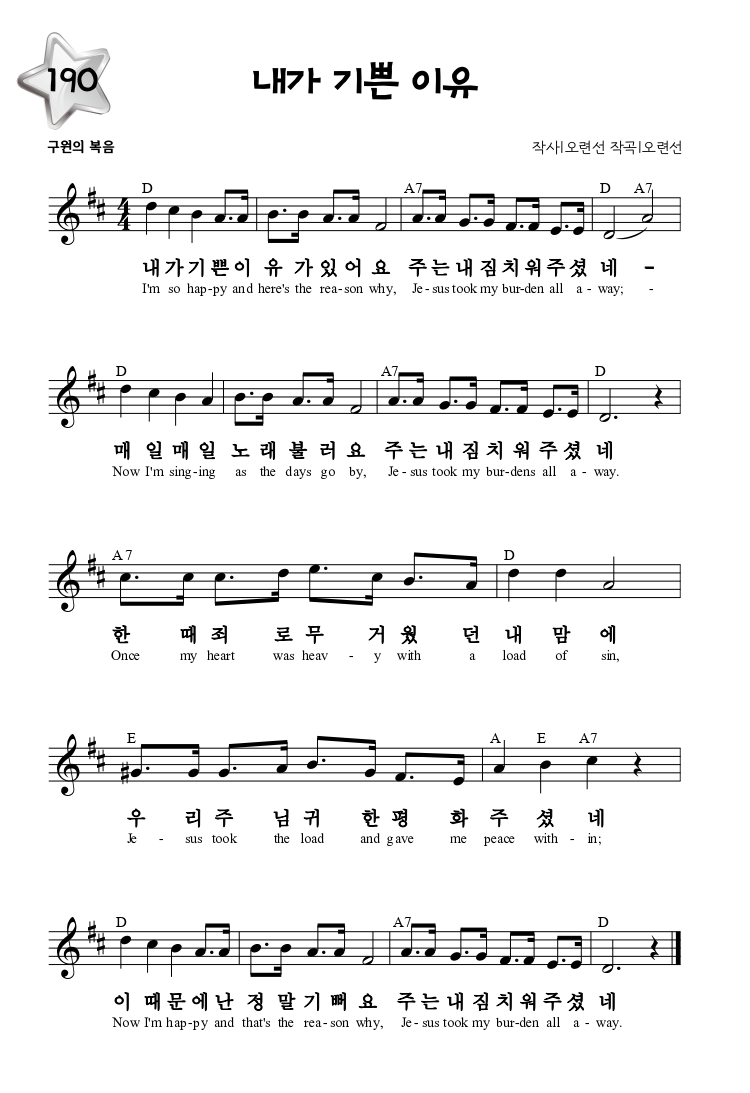 190
내가 기쁜 이유
구원의 복음
작사|오련선 작곡|오련선
D A7 D A7
내가기쁜이 유 가있어요 주는내짐치워주셨 네 -
I'm so hap-py and here's the rea-son why, Je-sus took my bur-den all a-way; -
D A7 D
매 일매일 노래불러요 주는내짐치워주셨 네
Now I'm sing-ing as the days go by, Je-sus took my bur-dens all a-way.
A7 D
한 때죄 로무 거웠 던내 맘 에
Once my heart was heav - y with a load of sin,
E A E A7
우 리주 님귀 한평 화주 셨 네
Je - sus took the load and gave me peace with - in;
D A7 D
이 때문에난 정 말기뻐요 주는내짐치워주셨 네
Now I'm hap-py and that's the rea-son why, Je-sus took my bur-den all a-way.